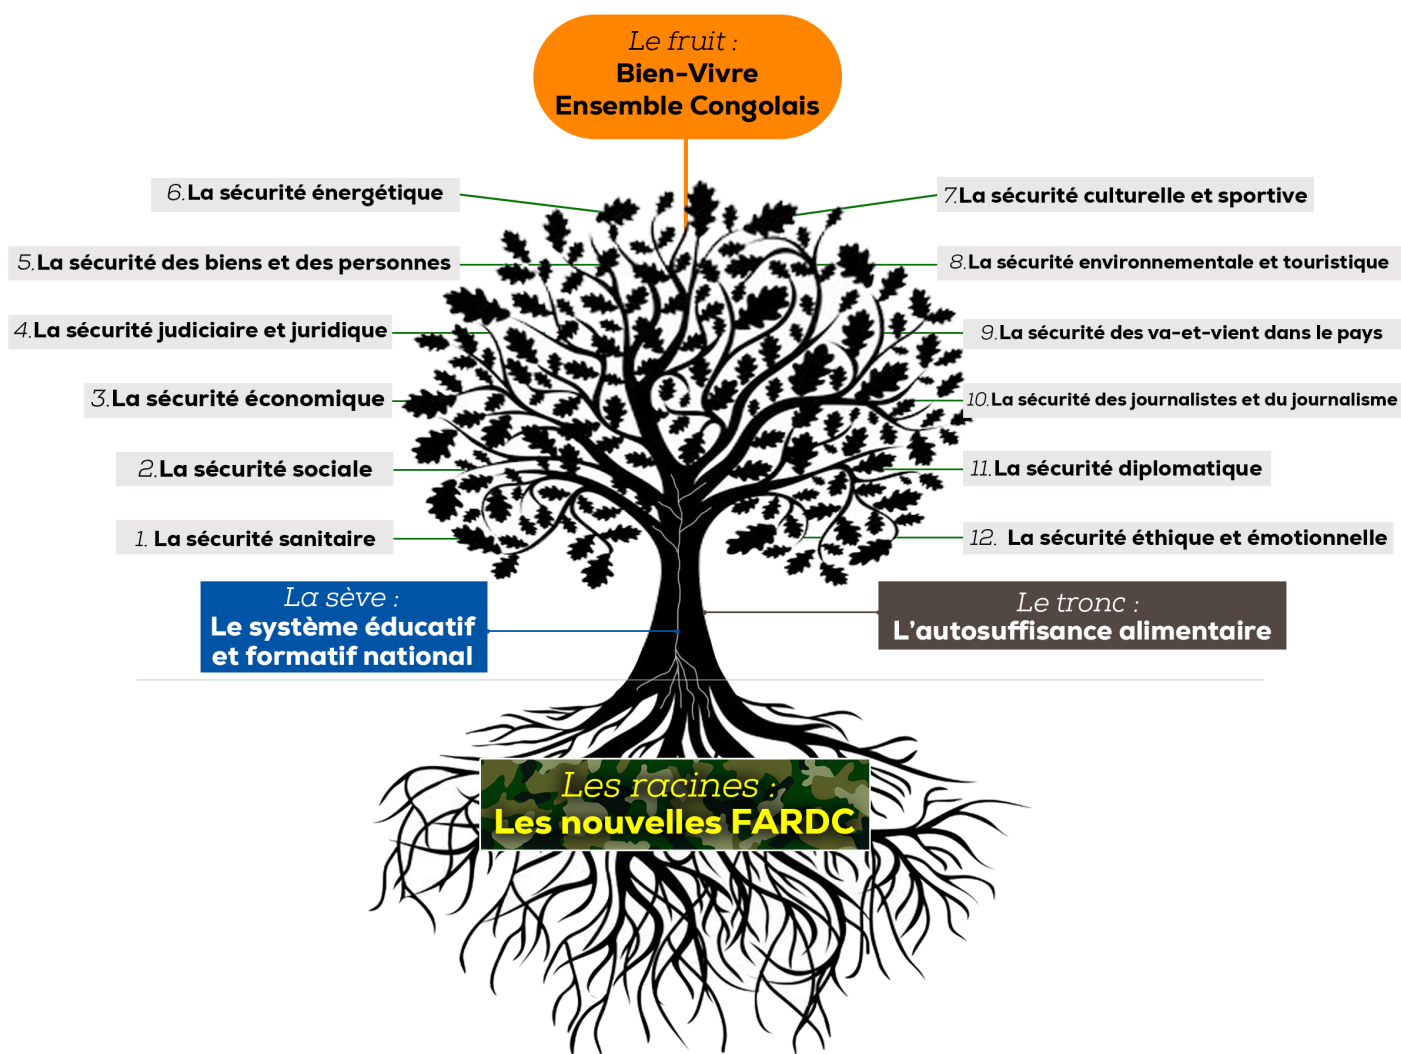 Le fruit :
Bien-Vivre
Ensemble Congolais
6.La sécurité énergétique
5.La sécurité des biens et des personnes
4.La sécurité judiciaire et juridique
3.La sécurité économique
2.La sécurité sociale
1. La sécurité sanitaire
7.La sécurité culturelle et sportive
8.La sécurité environnementale et touristique
9.La sécurité des va-et-vient dans le pays
10.La sécurité des journalistes et du journalisme
11.La sécurité diplomatique
12. La sécurité éthique et émotionnelle
La sève :
Le système éducatif
et formatif national
Le tronc :
L’autosuffisance alimentaire
Les racines :
Les nouvelles FARDC